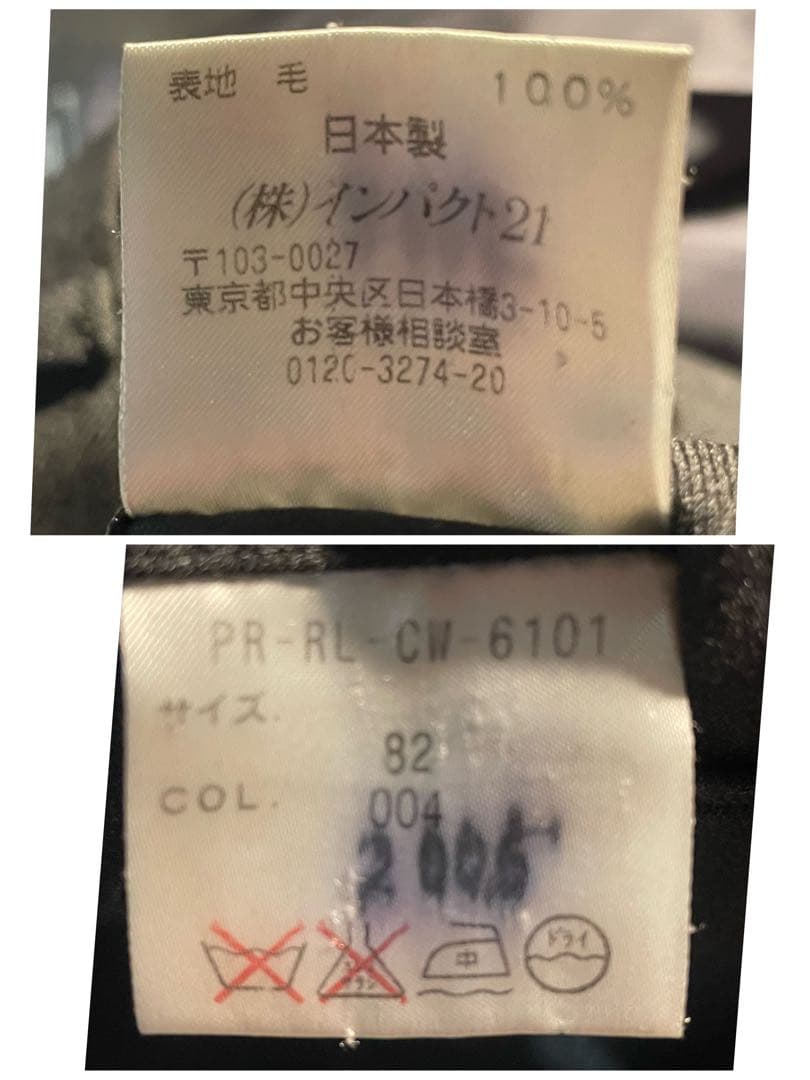 表地 毛 100%
日本製
(株)インパクト21
〒103-0027
東京都中央区日本橋3-10-5
お客様相談室
0120-3274-20
PR-RL-CW-6101
サイズ.
82
COL. 004
中
ドライ